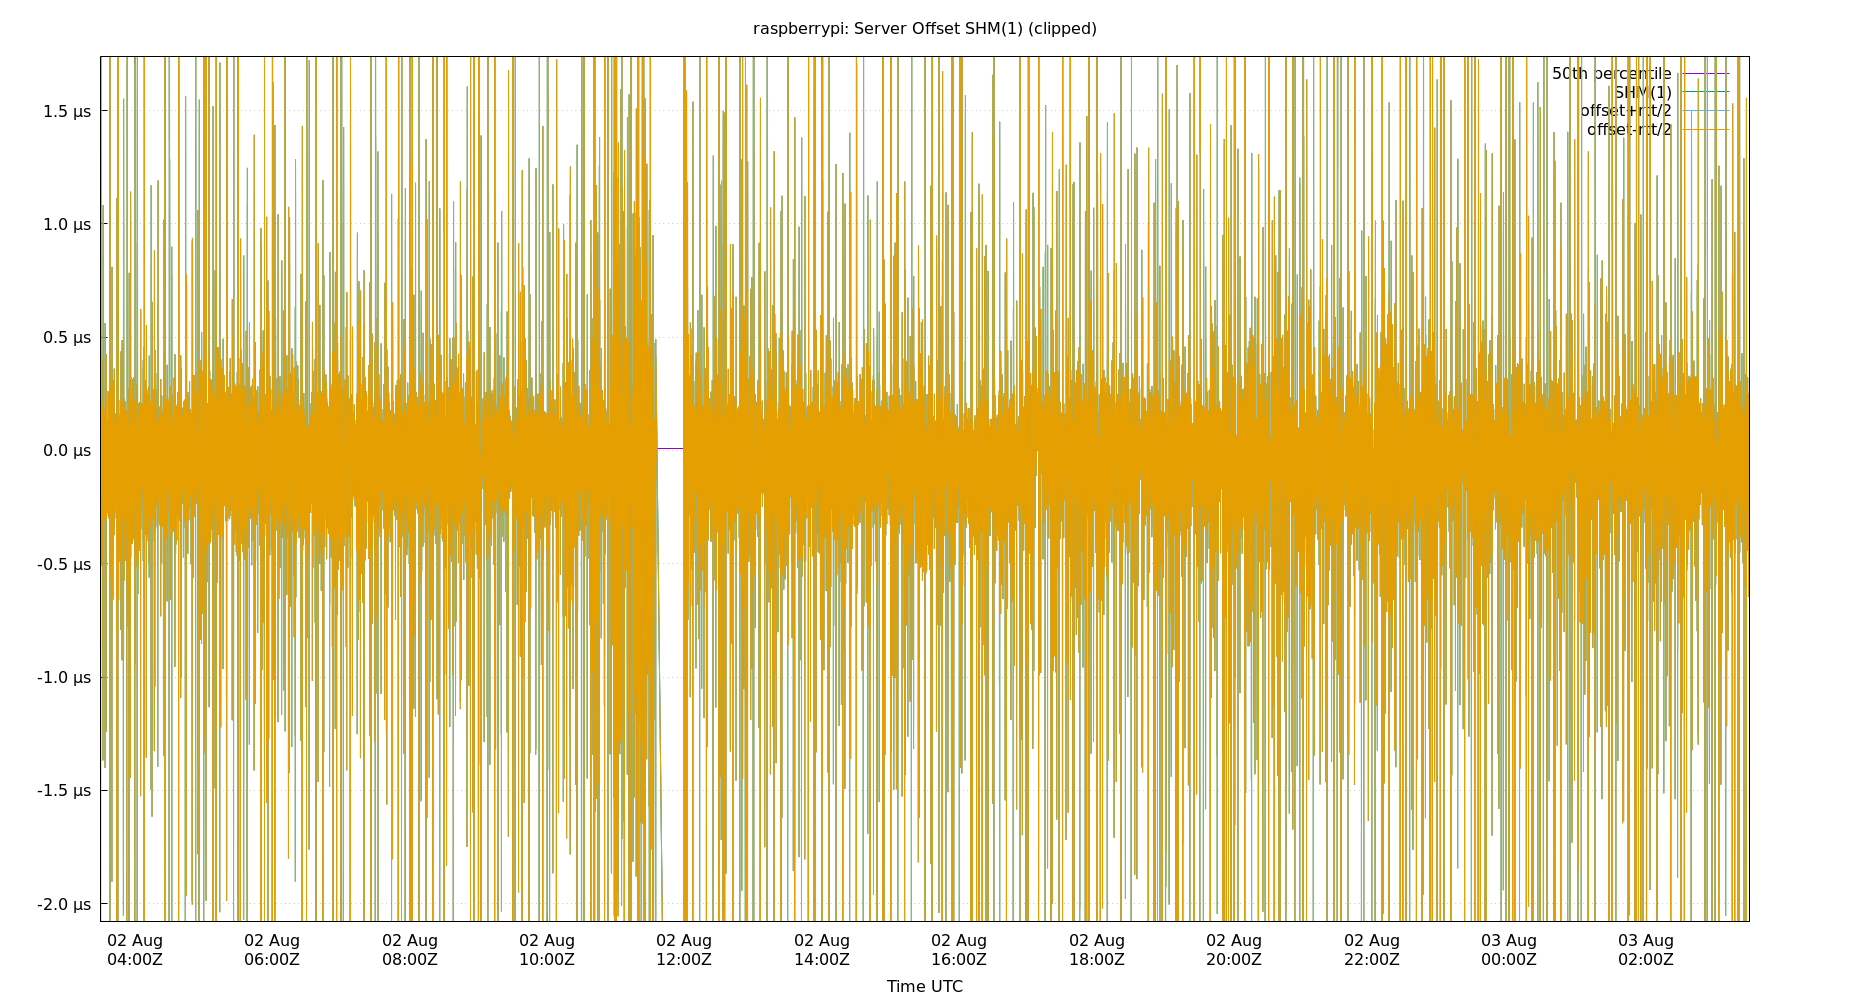 raspberrypi: Server Offset SHM(1) (clipped)
50th percentile
SHM(1)
offset+rtt/2
offset-rtt/2
1.5 µs
1.0 µs
0.5 µs
0.0 µs
-0.5 µs
-1.0 µs
-1.5 µs
-2.0 µs
02 Aug 02 Aug 02 Aug 02 Aug 02 Aug 02 Aug 02 Aug 02 Aug 02 Aug 02 Aug 03 Aug 03 Aug
04:00Z 06:00Z 08:00Z 10:00Z 12:00Z 14:00Z 16:00Z 18:00Z 20:00Z 22:00Z 00:00Z 02:00Z
Time UTC